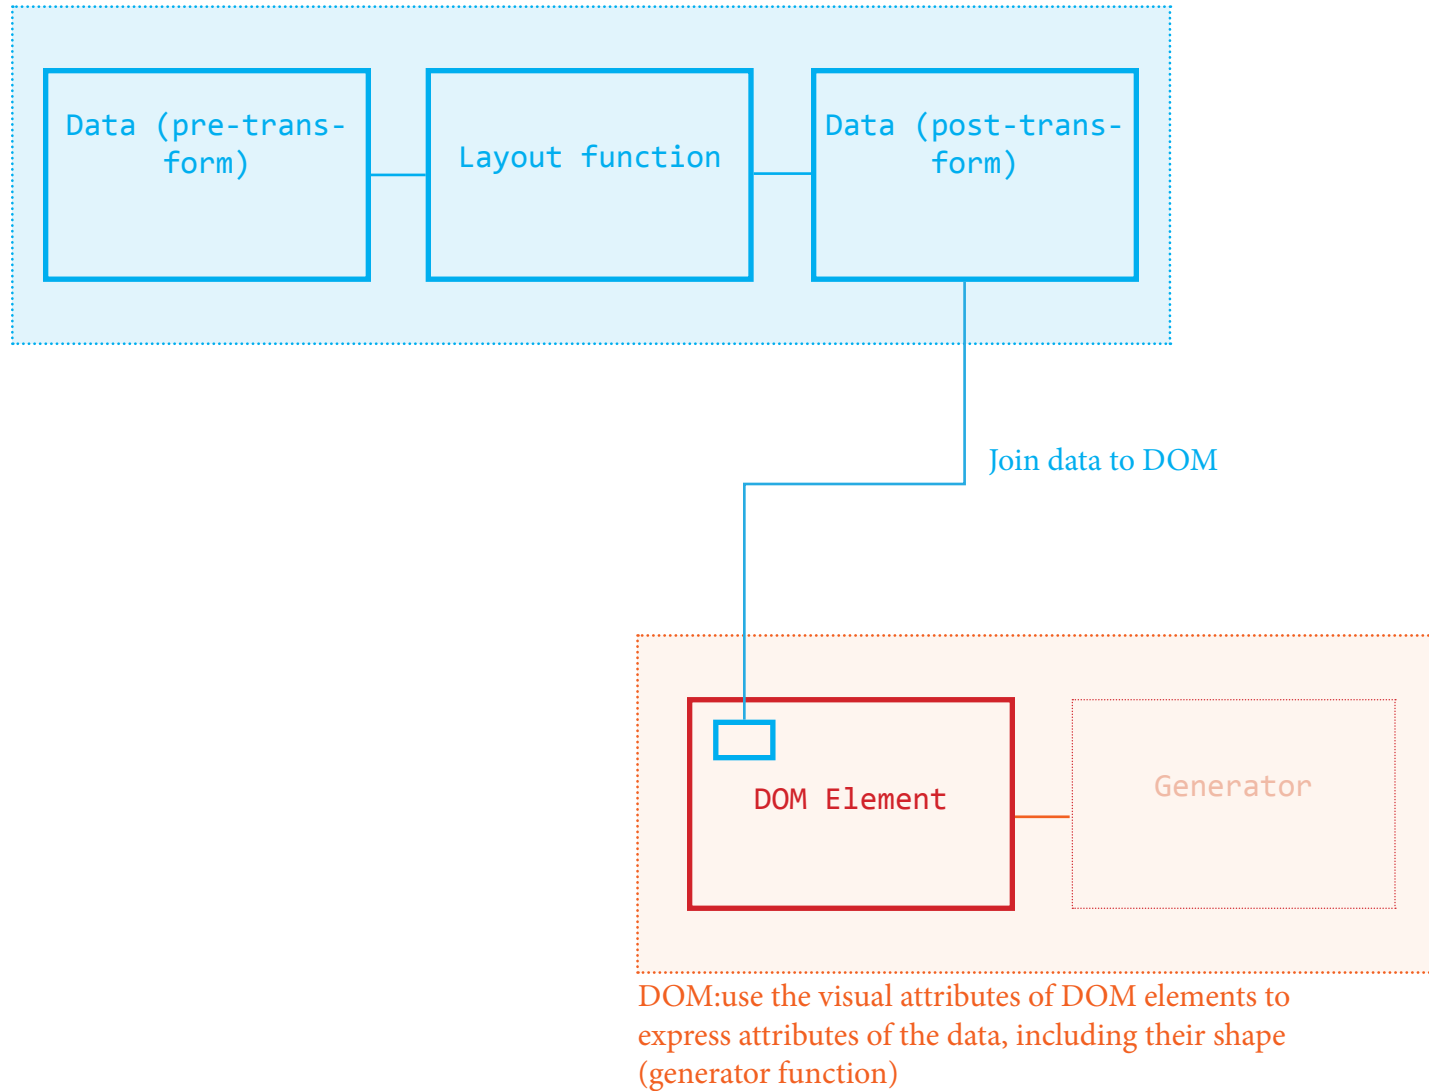 Data (pre-trans-
form)
Layout function
Data (post-trans-
form)
Join data to DOM
DOM Element
Generator
DOM:use the visual attributes of DOM elements to
express attributes of the data, including their shape
(generator function)